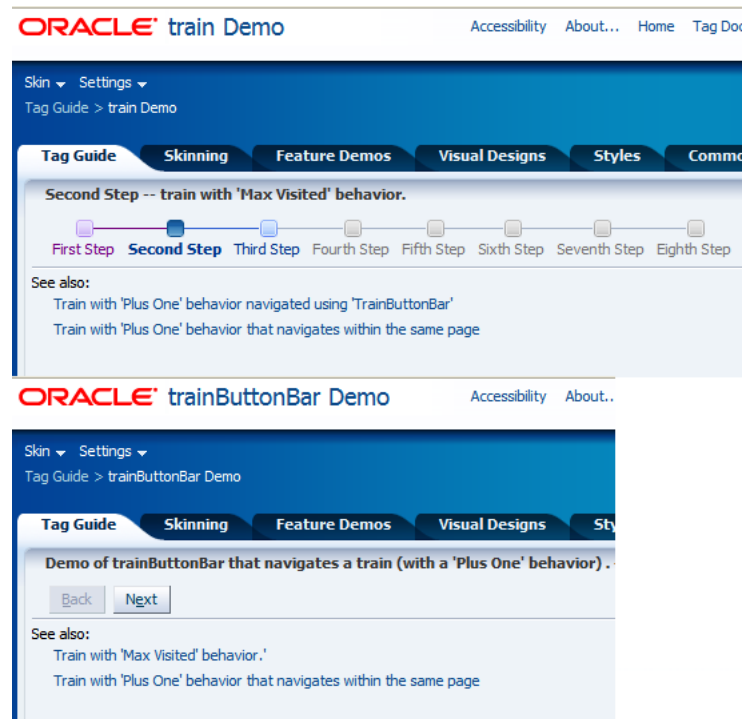 ORACLE train Demo Accessibility About... Home Tag Doc
Skin Settings
Tag Guide > train Demo
Tag Guide Skinning Feature Demos Visual Designs Styles Commo
Second Step -- train with 'Max Visited' behavior.
First Step Second Step Third Step Fourth Step Fifth Step Sixth Step Seventh Step Eighth Step
See also:
Train with 'Plus One' behavior navigated using 'TrainButtonBar'
Train with 'Plus One' behavior that navigates within the same page
ORACLE trainButtonBar Demo Accessibility About..
Skin Settings
Tag Guide > trainButtonBar Demo
Tag Guide Skinning Feature Demos Visual Designs Sty
Demo of trainButtonBar that navigates a train (with a 'Plus One' behavior) .
Back Next
See also:
Train with 'Max Visited' behavior.'
Train with 'Plus One' behavior that navigates within the same page